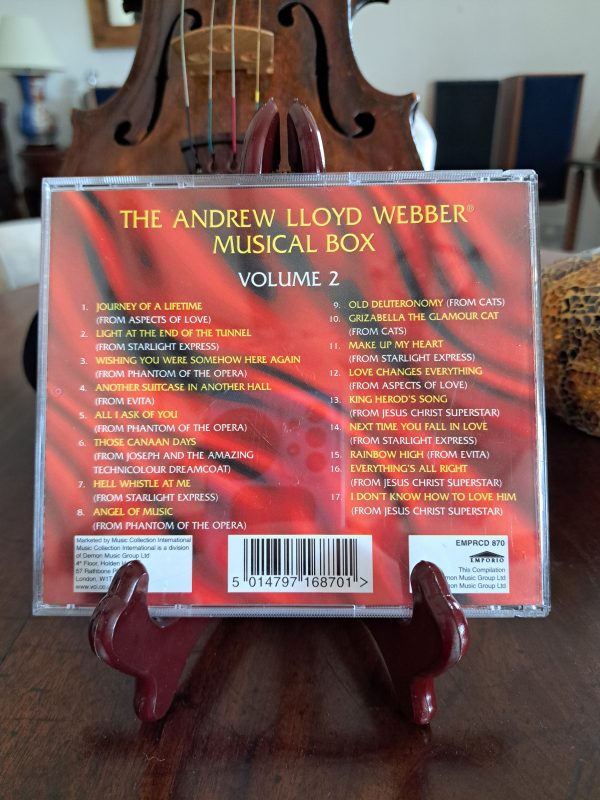 THE ANDREW LLOYD WEBBER®
MUSICAL BOX
VOLUME 2
1. JOURNEY OF A LIFETIME
(FROM ASPECTS OF LOVE)
2. LIGHT AT THE END OF THE TUNNEL
(FROM STARLIGHT EXPRESS)
3. WISHING YOU WERE SOMEHOW HERE AGAIN
(FROM PHANTOM OF THE OPERA)
4. ANOTHER SUITCASE IN ANOTHER HALL
(FROM EVITA)
5. ALL I ASK OF YOU
(FROM PHANTOM OF THE OPERA)
6. THOSE CANAAN DAYS
(FROM JOSEPH AND THE AMAZING
TECHNICOLOUR DREAMCOAT)
7. HELL WHISTLE AT ME
(FROM STARLIGHT EXPRESS)
8. ANGEL OF MUSIC
(FROM PHANTOM OF THE OPERA)
9. OLD DEUTERONOMY (FROM CATS)
10. GRIZABELLA THE GLAMOUR CAT
(FROM CATS)
11. MAKE UP MY HEART
(FROM STARLIGHT EXPRESS)
12. LOVE CHANGES EVERYTHING
(FROM ASPECTS OF LOVE)
13. KING HEROD'S SONG
(FROM JESUS CHRIST SUPERSTAR)
14. NEXT TIME YOU FALL IN LOVE
(FROM STARLIGHT EXPRESS)
15. RAINBOW HIGH (FROM EVITA)
16. EVERYTHING'S ALL RIGHT
(FROM JESUS CHRIST SUPERSTAR)
17. I DON'T KNOW HOW TO LOVE HIM
(FROM JESUS CHRIST SUPERSTAR)
Marketed by Music Collection International
Music Collection International is a division
of Demon Music Group Ltd
4th Floor, Holden
57 Rathbone
London, W1T
5 014797 168701 >
EMPRCD 870
EMPORIO
This Compilation
Demon Music Group Ltd
Demon Music Group Ltd